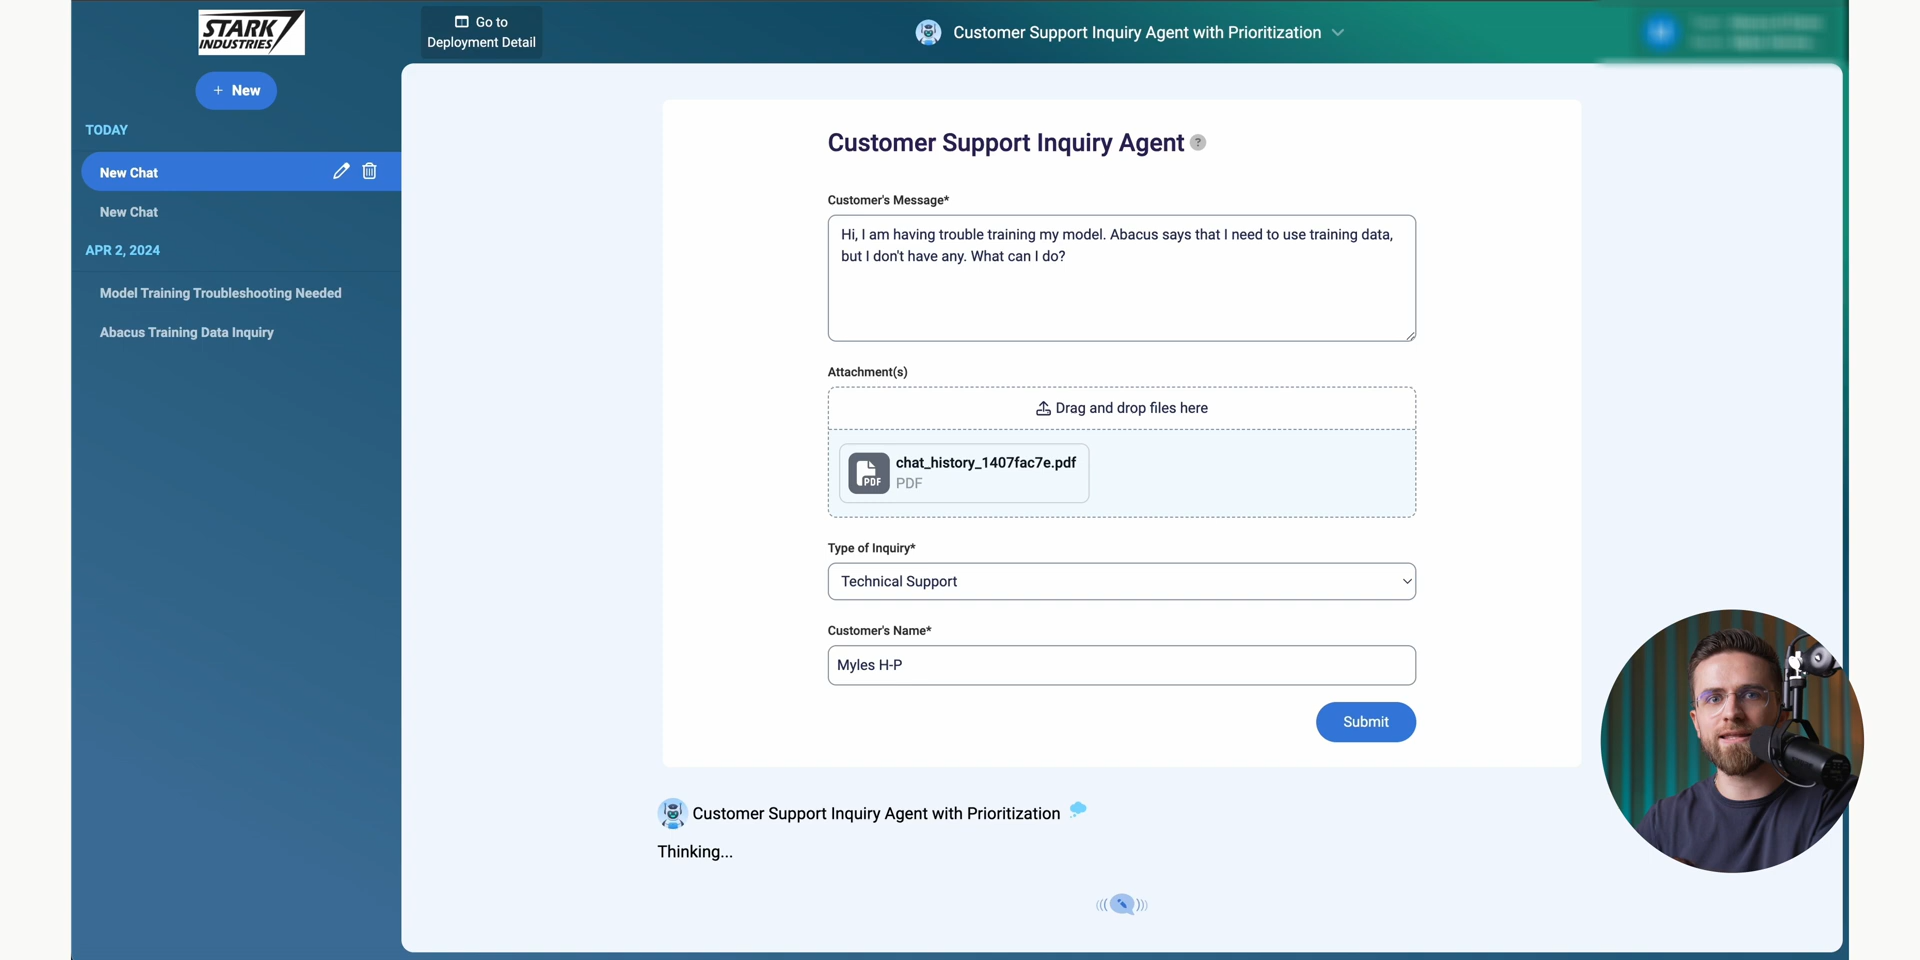 STARK
INDUSTRIES
Go to
Deployment Detail
Customer Support Inquiry Agent with Prioritization
+ New
TODAY
New Chat
New Chat
APR 2, 2024
Model Training Troubleshooting Needed
Abacus Training Data Inquiry
Customer Support Inquiry Agent ?
Customer's Message*
Hi, I am having trouble training my model. Abacus says that I need to use training data,
but I don't have any. What can I do?
Attachment(s)
Drag and drop files here
PDF
chat_history_1407fac7e.pdf
PDF
Type of Inquiry*
Technical Support
Customer's Name*
Myles H-P
Submit
Customer Support Inquiry Agent with Prioritization
Thinking...